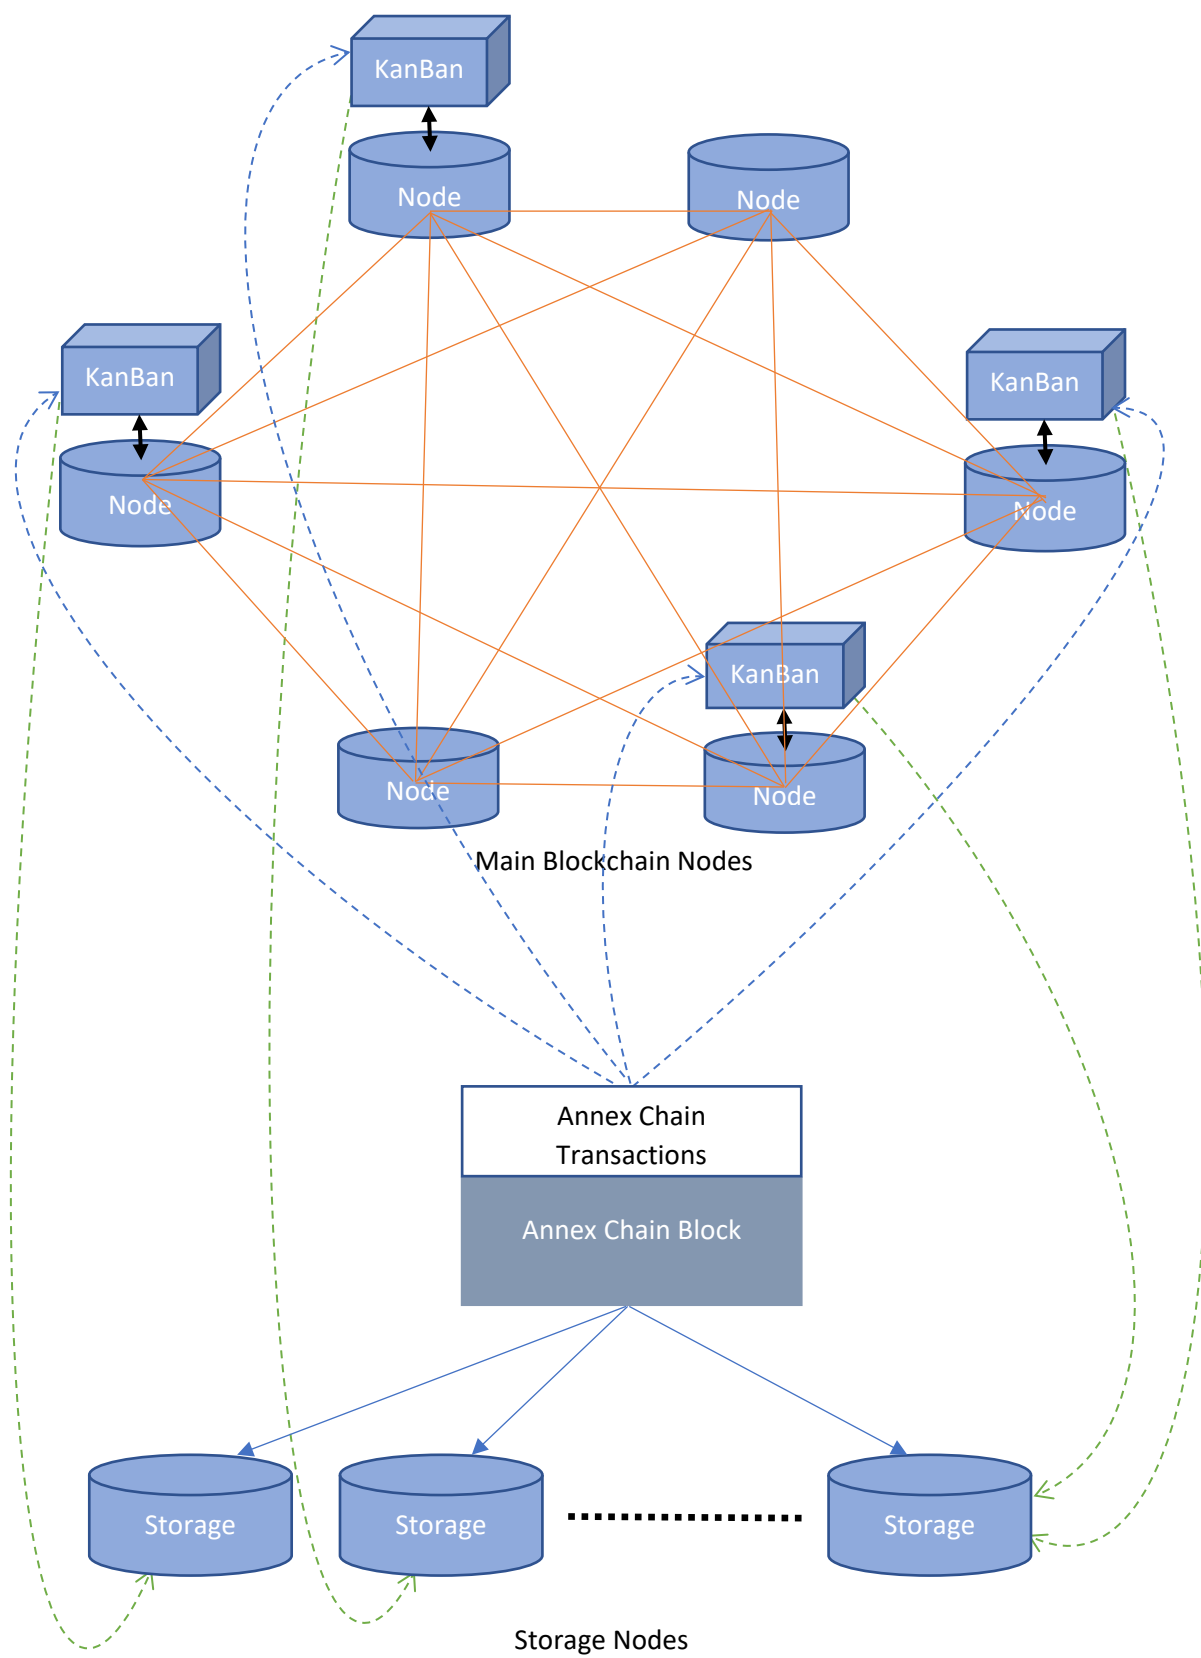 KanBan
Node
Node
KanBan
KanBan
Node
Node
KanBan
Node
Node
Main Blockchain Nodes
Annex Chain
Transactions
Annex Chain Block
Storage
Storage
Storage
Storage Nodes